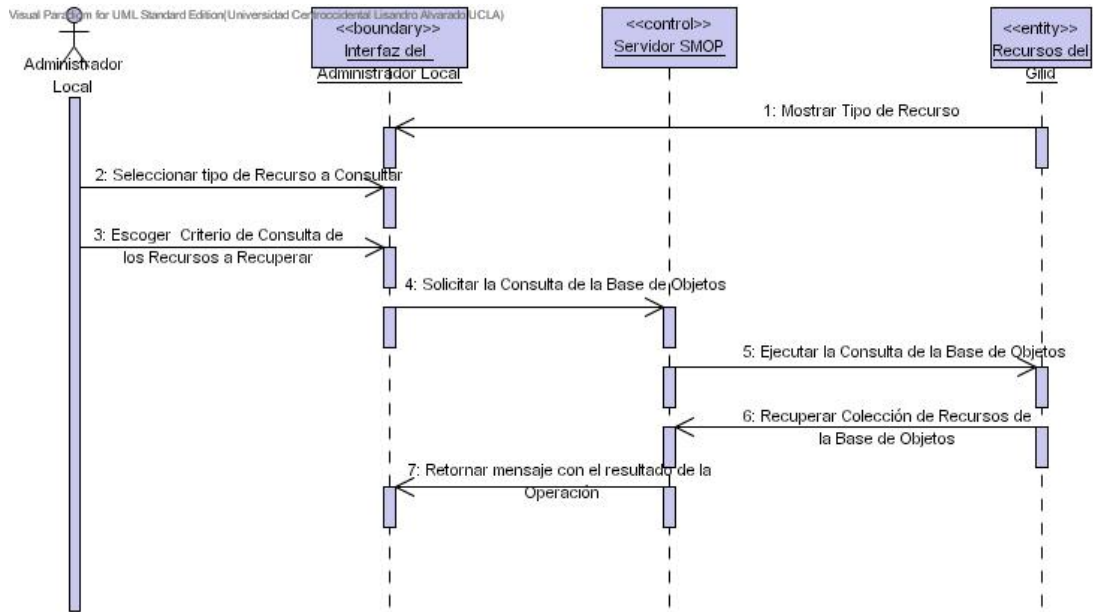 Visual Paradigm for UML Standard Edition(Universidad Centroccidental Lisandro Alvarado(UCLA)
Administrador
Local
<<boundary>>
Interfaz del
Administrador Local
<<control>>
Servidor SMOP
<<entity>>
Recursos del
Gilid
1: Mostrar Tipo de Recurso
2: Seleccionar tipo de Recurso a Consultar
3: Escoger Criterio de Consulta de
los Recursos a Recuperar
4: Solicitar la Consulta de la Base de Objetos
5: Ejecutar la Consulta de la Base de Objetos
6: Recuperar Colección de Recursos de
la Base de Objetos
7: Retornar mensaje con el resultado de la
Operación